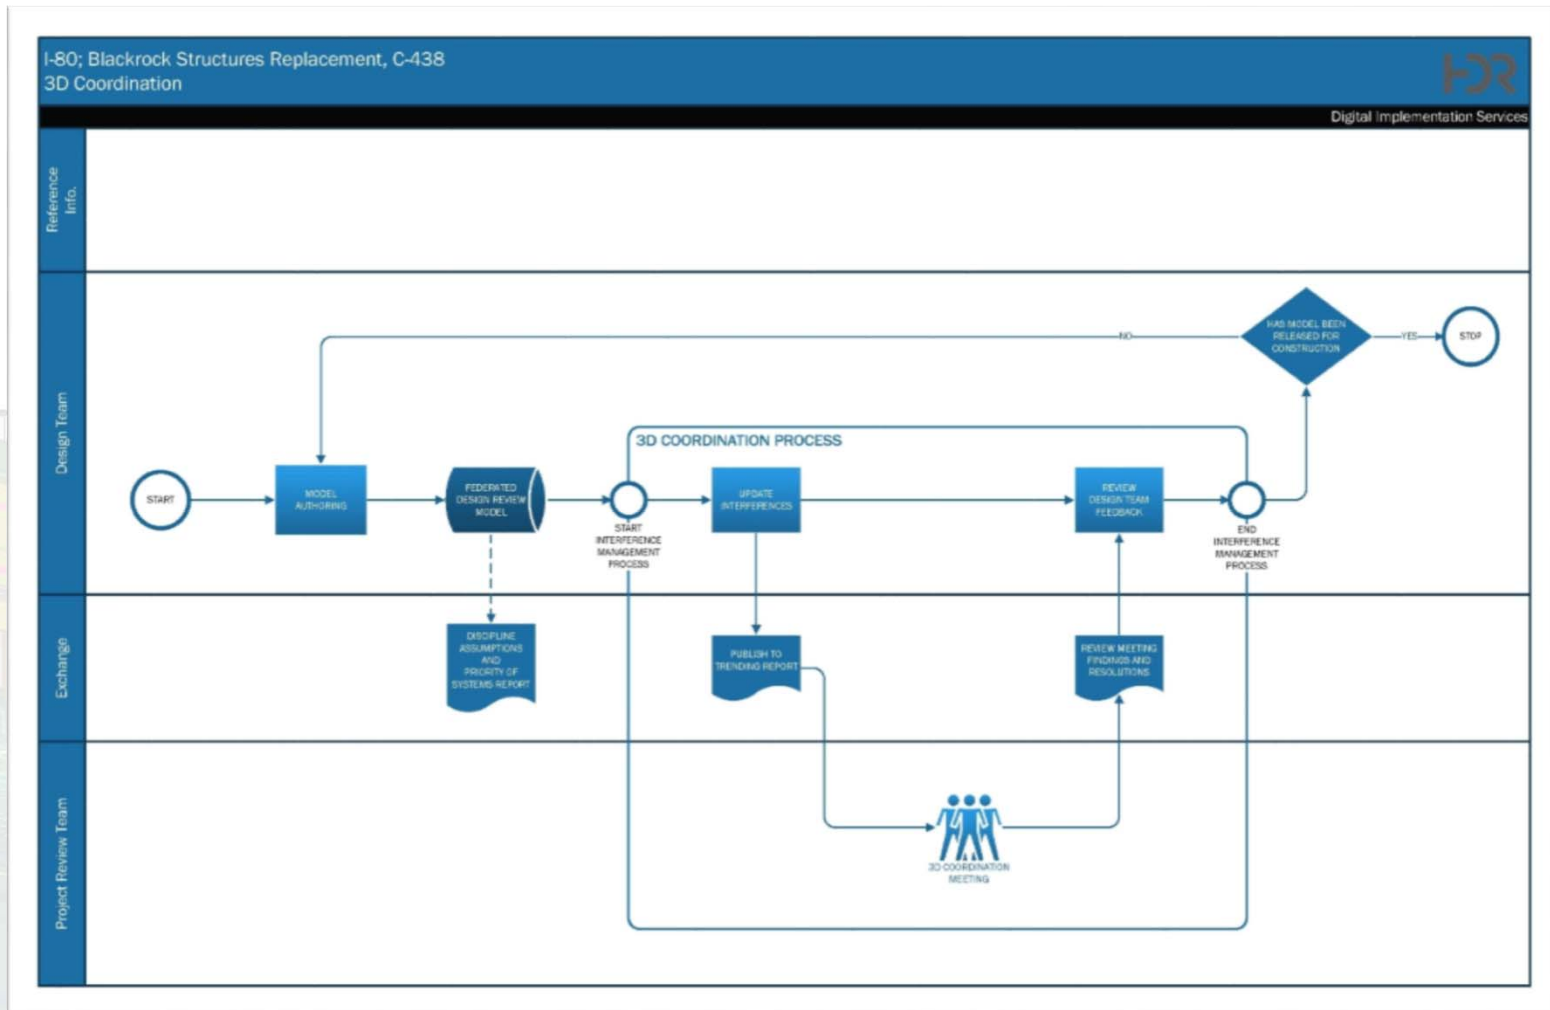 I-80; Blackrock Structures Replacement, C-438
3D Coordination
HDR
Digital Implementation Services
Reference
Info.
Design Team
HAS MODEL BEEN
RELEASED FOR
CONSTRUCTION
NO
YES
STOP
3D COORDINATION PROCESS
START
MODEL
AUTHORING
FEDERATED
DESIGN REVIEW
MODEL
START
INTERFERENCE
MANAGEMENT
PROCESS
UPDATE
INTERFERENCES
REVIEW
DESIGN TEAM
FEEDBACK
END
INTERFERENCE
MANAGEMENT
PROCESS
Exchange
DISCIPLINE
ASSUMPTIONS
AND
PRIORITY OF
SYSTEMS REPORT
PUBLISH TO
TRENDING REPORT
REVIEW MEETING
FINDINGS AND
RESOLUTIONS
Project Review Team
3D COORDINATION
MEETING